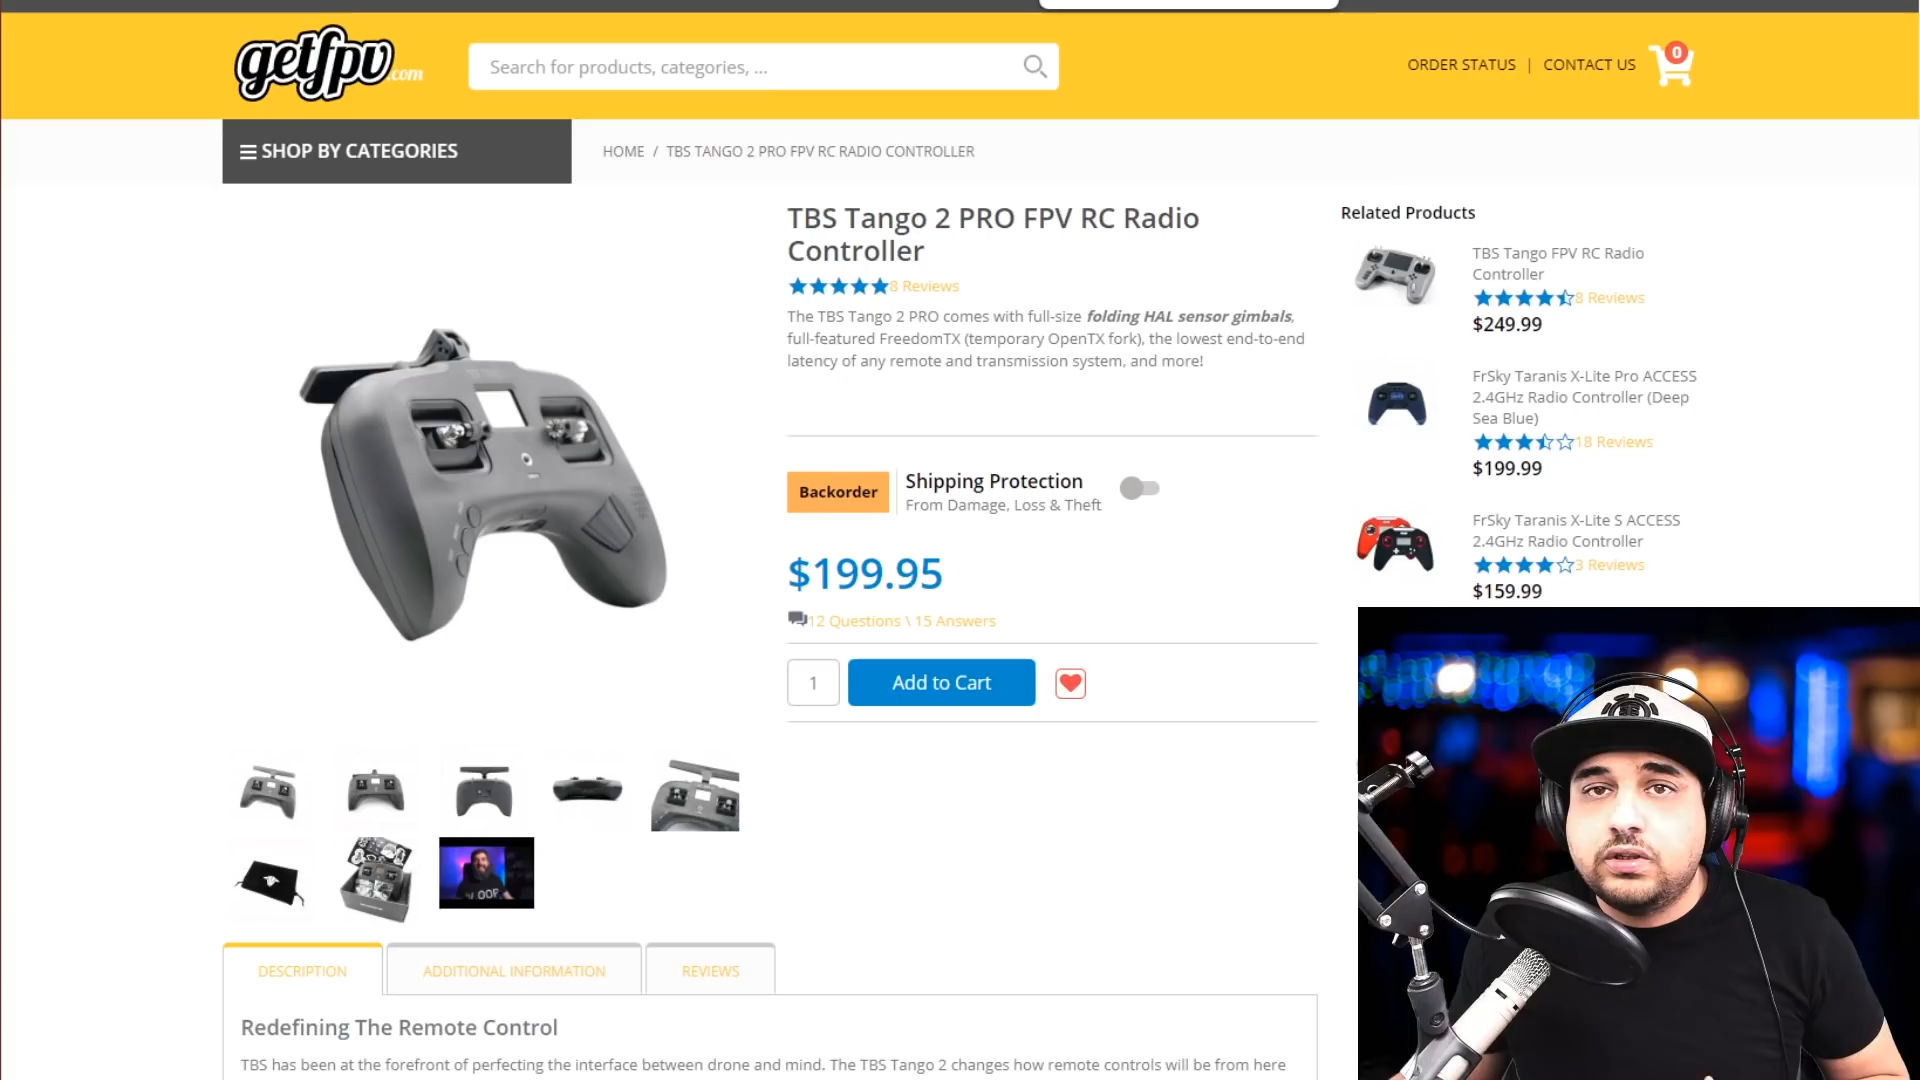 getfpv.com
Search for products, categories, ...
ORDER STATUS | CONTACT US
0
SHOP BY CATEGORIES
HOME / TBS TANGO 2 PRO FPV RC RADIO CONTROLLER
TBS Tango 2 PRO FPV RC Radio
Controller
8 Reviews
The TBS Tango 2 PRO comes with full-size folding HAL sensor gimbals,
full-featured FreedomTX (temporary OpenTX fork), the lowest end-to-end
latency of any remote and transmission system, and more!
Backorder
Shipping Protection
From Damage, Loss & Theft
$199.95
12 Questions \ 15 Answers
1
Add to Cart
Related Products
TBS Tango FPV RC Radio
Controller
8 Reviews
$249.99
FrSky Taranis X-Lite Pro ACCESS
2.4GHz Radio Controller (Deep
Sea Blue)
18 Reviews
$199.99
FrSky Taranis X-Lite S ACCESS
2.4GHz Radio Controller
3 Reviews
$159.99
DESCRIPTION
ADDITIONAL INFORMATION
REVIEWS
Redefining The Remote Control
TBS has been at the forefront of perfecting the interface between drone and mind. The TBS Tango 2 changes how remote controls will be from here